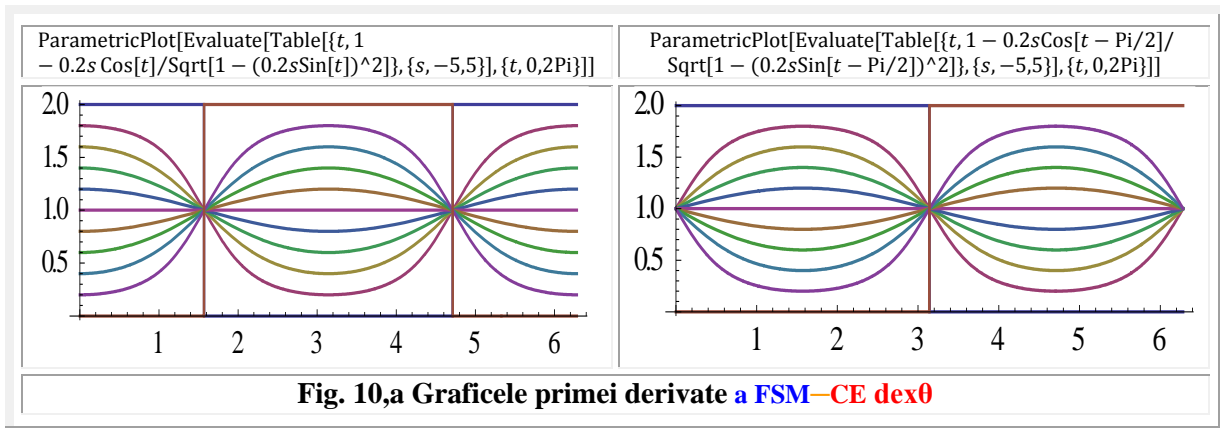 ParametricPlot[Evaluate[Table[{t, 1
− 0.2s Cos[t]/Sqrt[1 − (0.2sSin[t])^2]},{s, −5,5}],{t, 0,2Pi}]]
ParametricPlot[Evaluate[Table[{t, 1 − 0.2sCos[t − Pi/2]/
Sqrt[1 − (0.2sSin[t − Pi/2])^2]},{s, −5,5}],{t, 0,2Pi}]]
2.0
1.5
1.0
0.5
1 2 3 4 5 6
2.0
1.5
1.0
0.5
1 2 3 4 5 6
Fig. 10,a Graficele primei derivate a FSM—CE dexθ